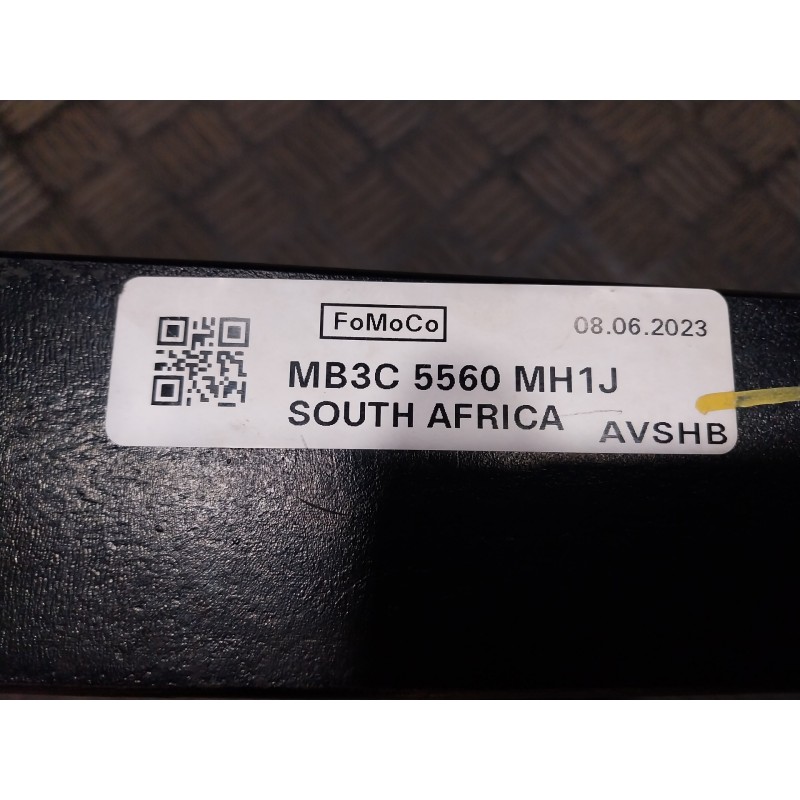 FoMoCo 08.06.2023
MB3C 5560 MH1J
SOUTH AFRICA AVSHB